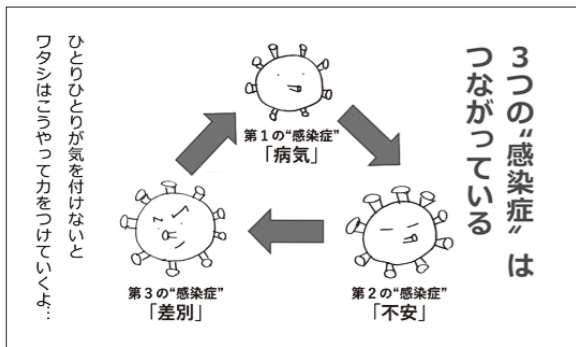 3つの“感染症”は
つながっている
第1の“感染症”
「病気」
第2の“感染症”
「不安」
第3の“感染症”
「差別」
ひとりひとりが気を付けないと
ワタシはこうやって力をつけていくよ…